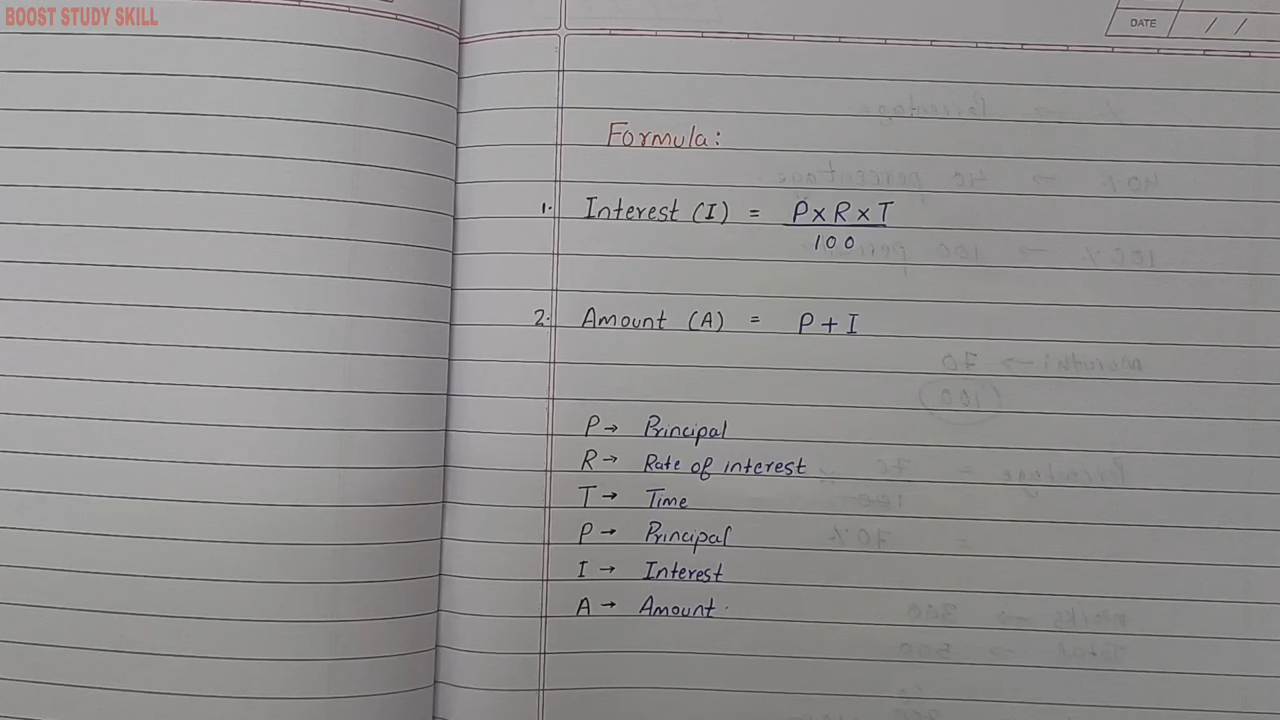 BOOST STUDY SKILL
DATE / /
Formula:
1. Interest (I) = P x R x T
100
2. Amount (A) = P + I
P → Principal
R → Rate of interest
T → Time
P → Principal
I → Interest
A → Amount.